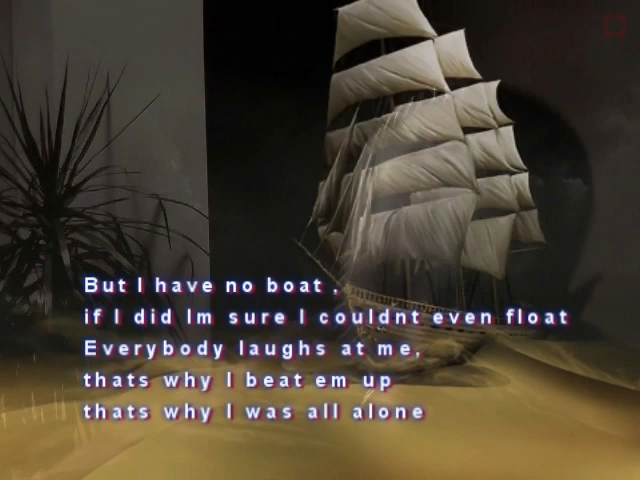 But I have no boat ,
if I did Im sure I couldnt even float
Everybody laughs at me,
thats why I beat em up
thats why I was all alone